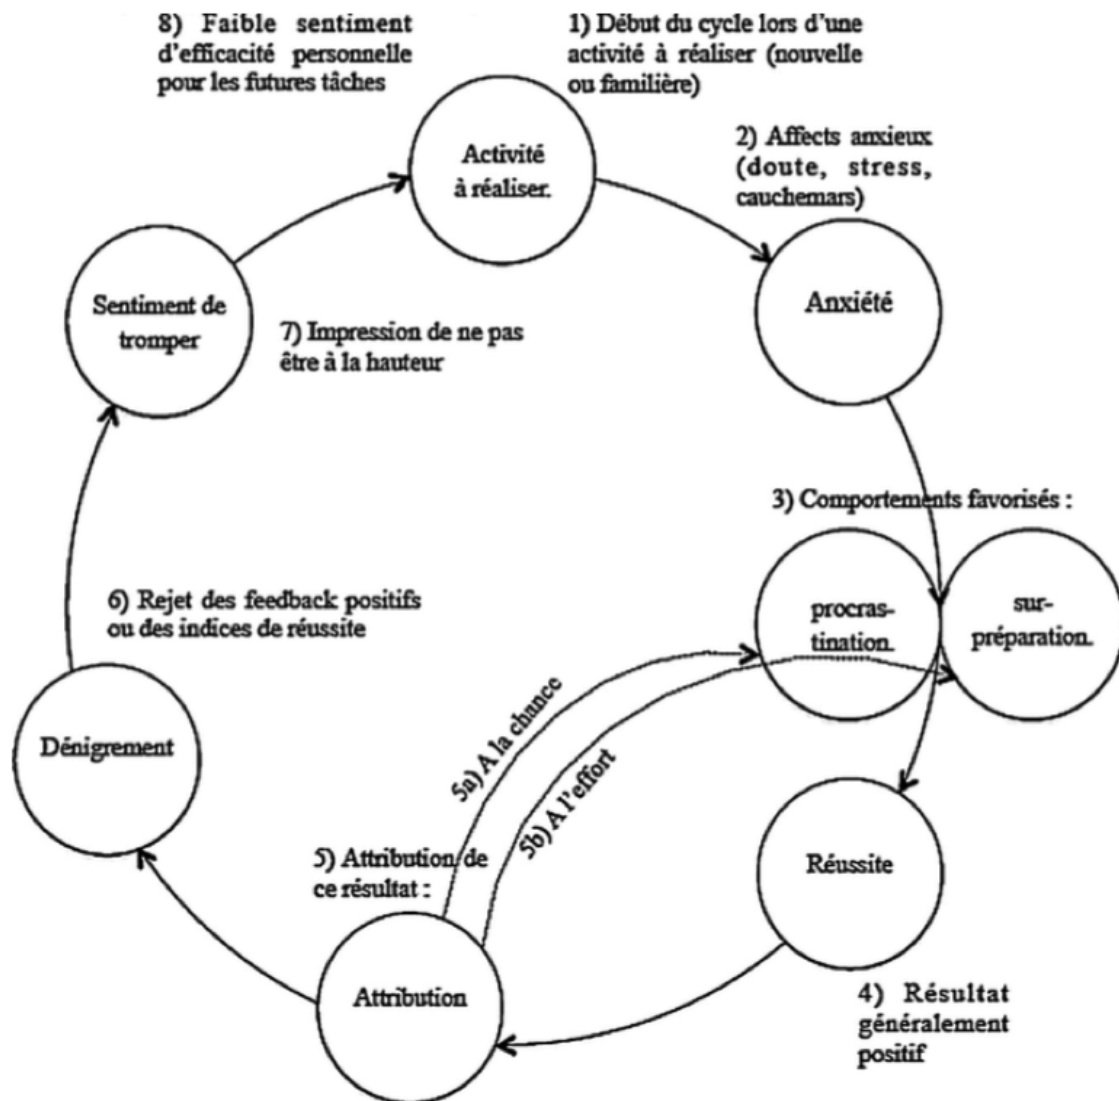 8) Faible sentiment
d'efficacité personnelle
pour les futures tâches
1) Début du cycle lors d'une
activité à réaliser (nouvelle
ou familière)
Activité
à réaliser.
2) Affects anxieux
(doute, stress,
cauchemars)
Anxiété
Sentiment de
tromper
7) Impression de ne pas
être à la hauteur
3) Comportements favorisés :
procras-
tination.
sur-
préparation.
6) Rejet des feedback positifs
ou des indices de réussite
Dénigrement
5a) A la chance
5b) A l'effort
5) Attribution de
ce résultat :
Réussite
Attribution
4) Résultat
généralement
positif